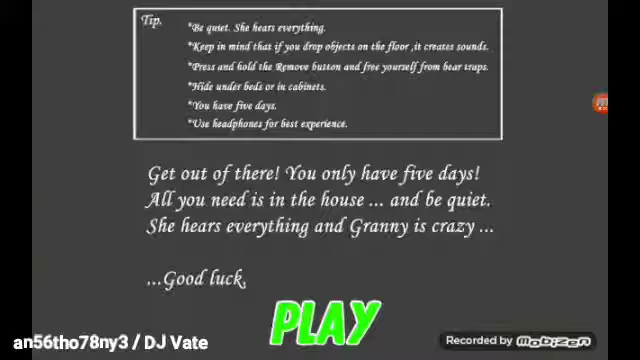 Tip.
*Be quiet. She hears everything.
*Keep in mind that if you drop objects on the floor ,it creates sounds.
*Press and hold the Remove button and free yourself from bear traps.
*Hide under beds or in cabinets.
*You have five days.
*Use headphones for best experience.
Get out of there! You only have five days!
All you need is in the house ... and be quiet.
She hears everything and Granny is crazy ...
...Good luck.
PLAY
an56tho78ny3 / DJ Vate
Recorded by Mobizen